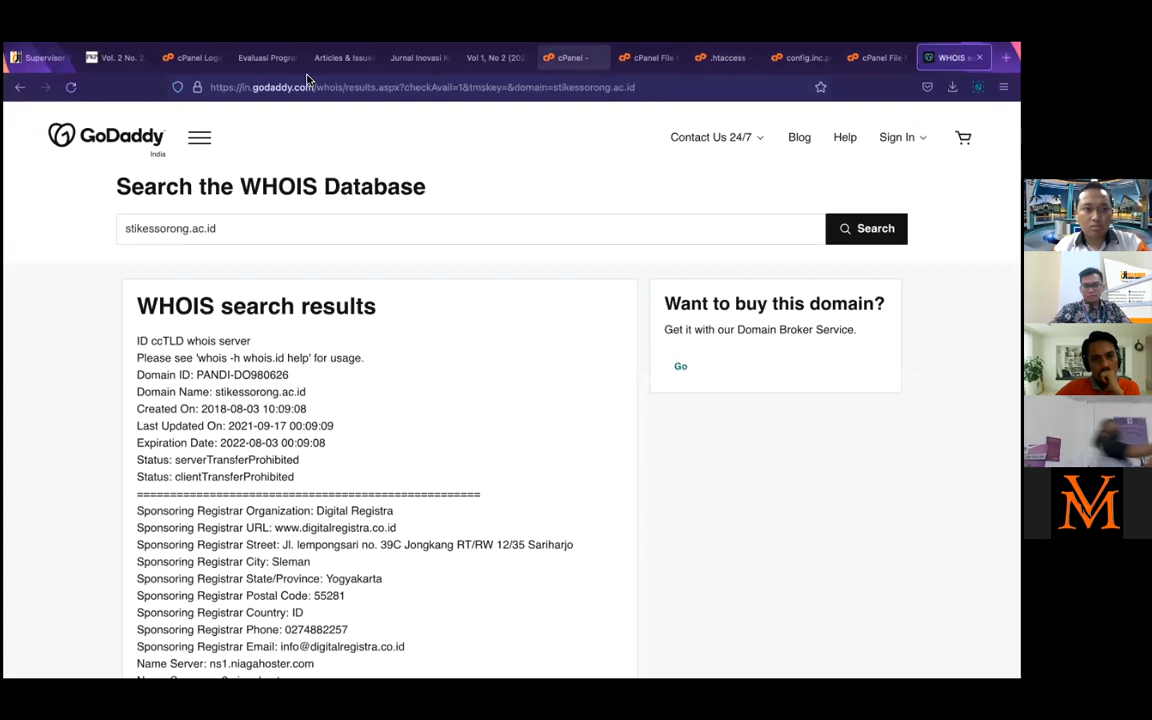 Supervisor
Vol. 2 No. 2
cPanel Log
Evaluasi Progra
Articles & Issue
Jurnal Inovasi K
Vol 1, No 2 (202
cPanel -
cPanel File
.htaccess
config.inc.p
cPanel File
WHOIS
https://in.godaddy.com/whois/results.aspx?checkAvail=1&tmskey=&domain=stikessorong.ac.id
GoDaddy
India
Contact Us 24/7
Blog
Help
Sign In
Search the WHOIS Database
stikessorong.ac.id
Search
WHOIS search results
ID ccTLD whois server
Please see 'whois -h whois.id help' for usage.
Domain ID: PANDI-DO980626
Domain Name: stikessorong.ac.id
Created On: 2018-08-03 10:09:08
Last Updated On: 2021-09-17 00:09:09
Expiration Date: 2022-08-03 00:09:08
Status: serverTransferProhibited
Status: clientTransferProhibited
====================================================
Sponsoring Registrar Organization: Digital Registra
Sponsoring Registrar URL: www.digitalregistra.co.id
Sponsoring Registrar Street: Jl. lempongsari no. 39C Jongkang RT/RW 12/35 Sariharjo
Sponsoring Registrar City: Sleman
Sponsoring Registrar State/Province: Yogyakarta
Sponsoring Registrar Postal Code: 55281
Sponsoring Registrar Country: ID
Sponsoring Registrar Phone: 0274882257
Sponsoring Registrar Email: info@digitalregistra.co.id
Name Server: ns1.niagahoster.com
Want to buy this domain?
Get it with our Domain Broker Service.
Go